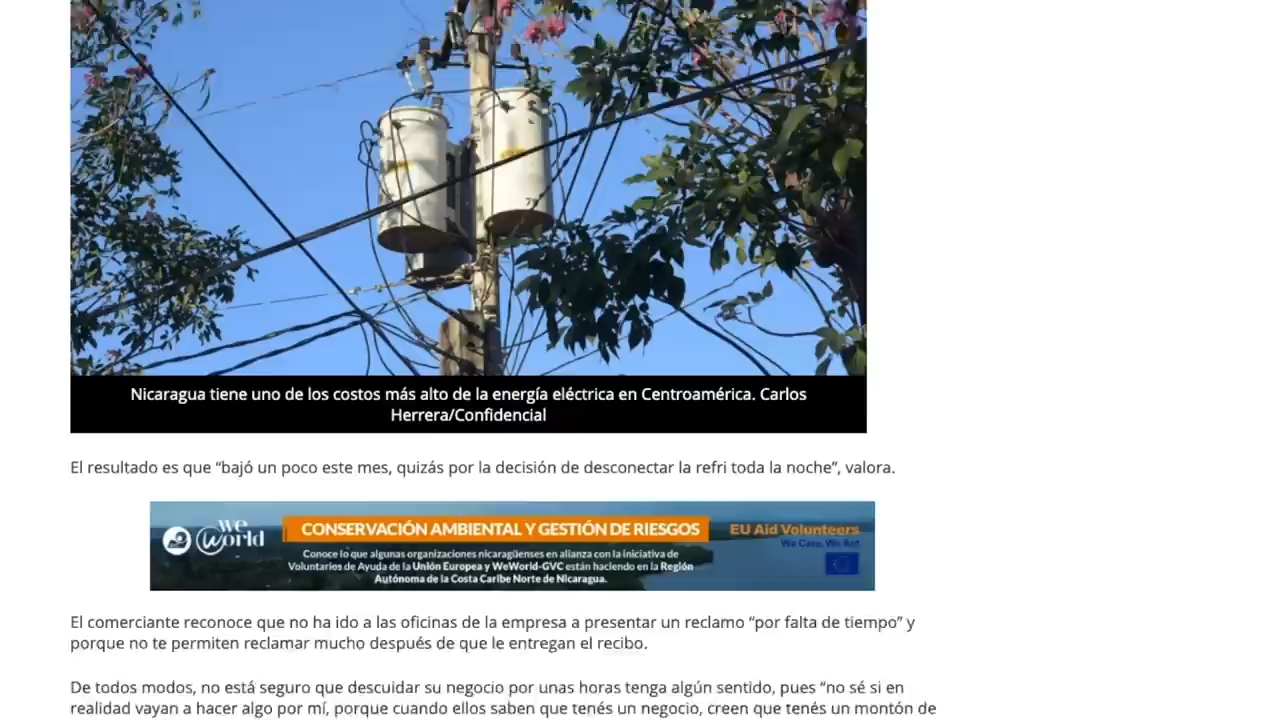 Nicaragua tiene uno de los costos más alto de la energía eléctrica en Centroamérica. Carlos
Herrera/Confidencial
El resultado es que “bajó un poco este mes, quizás por la decisión de desconectar la refri toda la noche”, valora.
we
World
CONSERVACIÓN AMBIENTAL Y GESTIÓN DE RIESGOS
Conoce lo que algunas organizaciones nicaragüenses en alianza con la iniciativa de
Voluntarios de Ayuda de la Unión Europea y WeWorld-GVC están haciendo en la Región
Autónoma de la Costa Caribe Norte de Nicaragua.
EU Aid Volunteers
We Care, We Act
El comerciante reconoce que no ha ido a las oficinas de la empresa a presentar un reclamo “por falta de tiempo” y
porque no te permiten reclamar mucho después de que le entregan el recibo.
De todos modos, no está seguro que descuidar su negocio por unas horas tenga algún sentido, pues “no sé si en
realidad vayan a hacer algo por mí, porque cuando ellos saben que tenés un negocio, creen que tenés un montón de